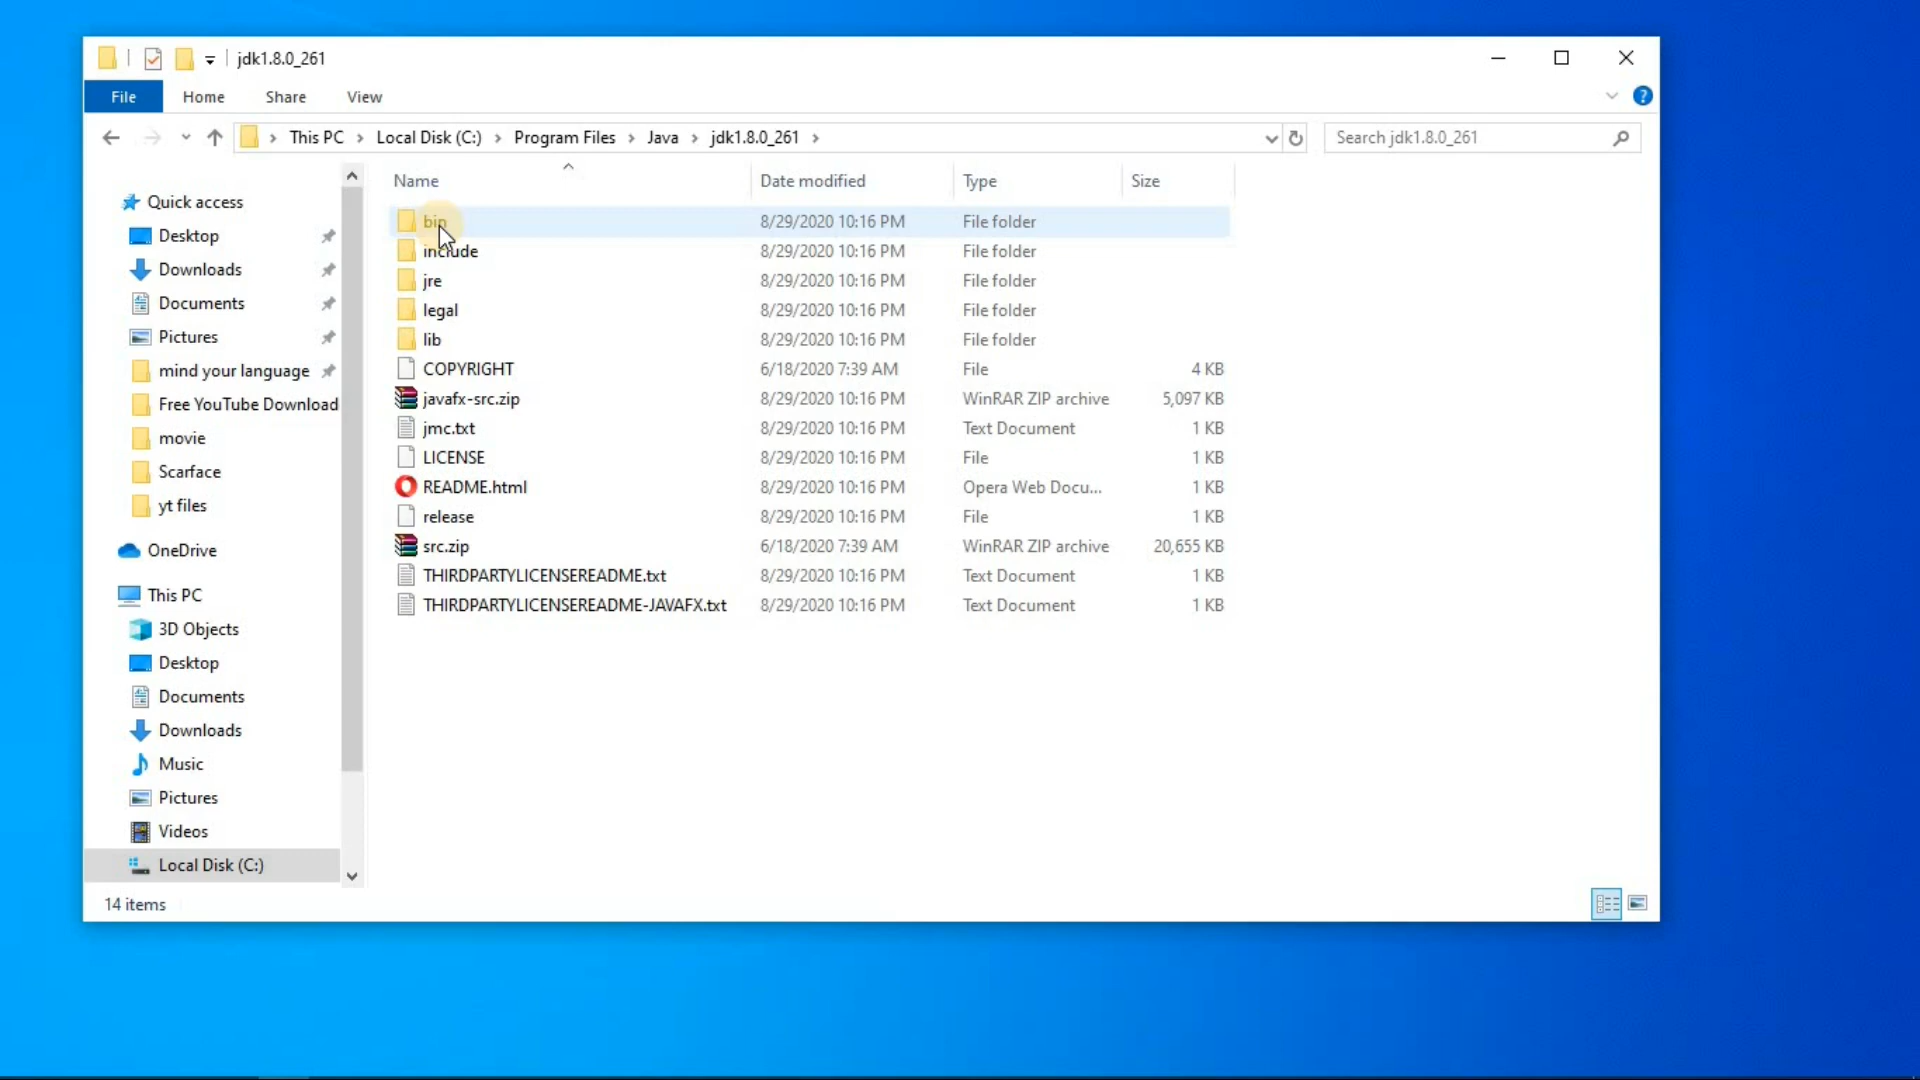 jdk1.8.0_261
File Home Share View
This PC Local Disk (C:) Program Files Java jdk1.8.0_261
Search jdk1.8.0_261
Name Date modified Type Size
Quick access
Desktop
Downloads
Documents
Pictures
mind your language
Free YouTube Download
movie
Scarface
yt files
OneDrive
This PC
3D Objects
Desktop
Documents
Downloads
Music
Pictures
Videos
Local Disk (C:)
bin 8/29/2020 10:16 PM File folder
include 8/29/2020 10:16 PM File folder
jre 8/29/2020 10:16 PM File folder
legal 8/29/2020 10:16 PM File folder
lib 8/29/2020 10:16 PM File folder
COPYRIGHT 6/18/2020 7:39 AM File 4 KB
javafx-src.zip 8/29/2020 10:16 PM WinRAR ZIP archive 5,097 KB
jmc.txt 8/29/2020 10:16 PM Text Document 1 KB
LICENSE 8/29/2020 10:16 PM File 1 KB
README.html 8/29/2020 10:16 PM Opera Web Docu... 1 KB
release 8/29/2020 10:16 PM File 1 KB
src.zip 6/18/2020 7:39 AM WinRAR ZIP archive 20,655 KB
THIRDPARTYLICENSEREADME.txt 8/29/2020 10:16 PM Text Document 1 KB
THIRDPARTYLICENSEREADME-JAVAFX.txt 8/29/2020 10:16 PM Text Document 1 KB
14 items